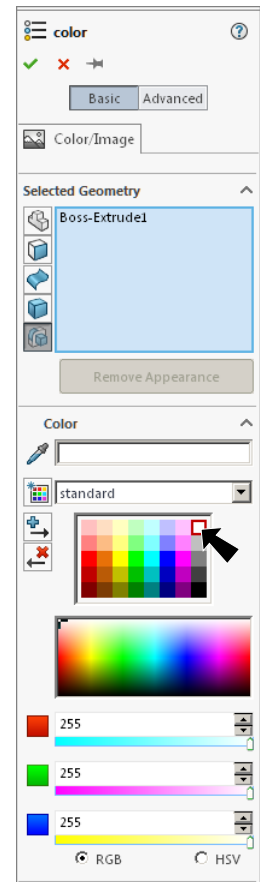 color
Basic Advanced
Color/Image
Selected Geometry
Boss-Extrude1
Remove Appearance
Color
standard
255
255
255
RGB HSV